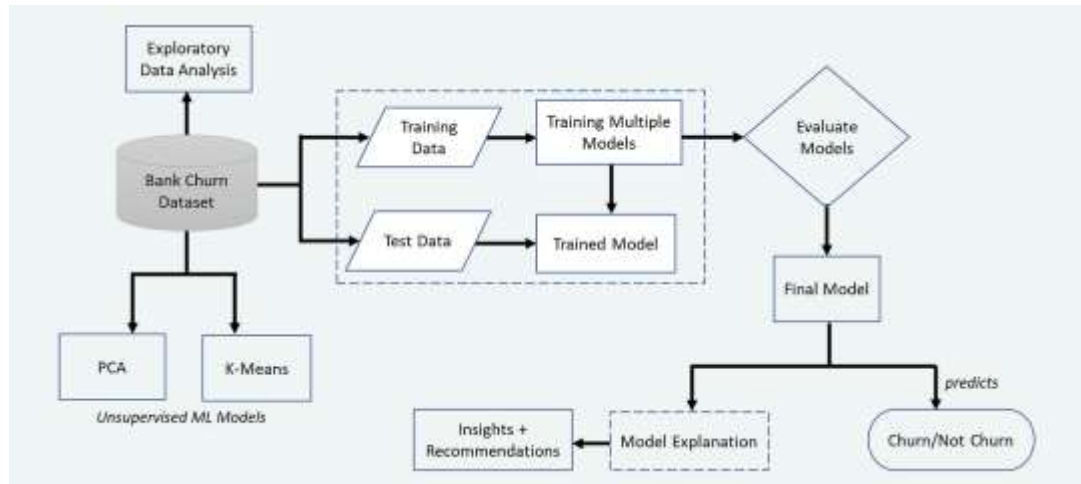 Exploratory
Data Analysis
Bank Churn
Dataset
PCA
K-Means
Unsupervised ML Models
Training
Data
Training Multiple
Models
Test Data
Trained Model
Evaluate
Models
Final Model
predicts
Insights +
Recommendations
Model Explanation
Churn/Not Churn